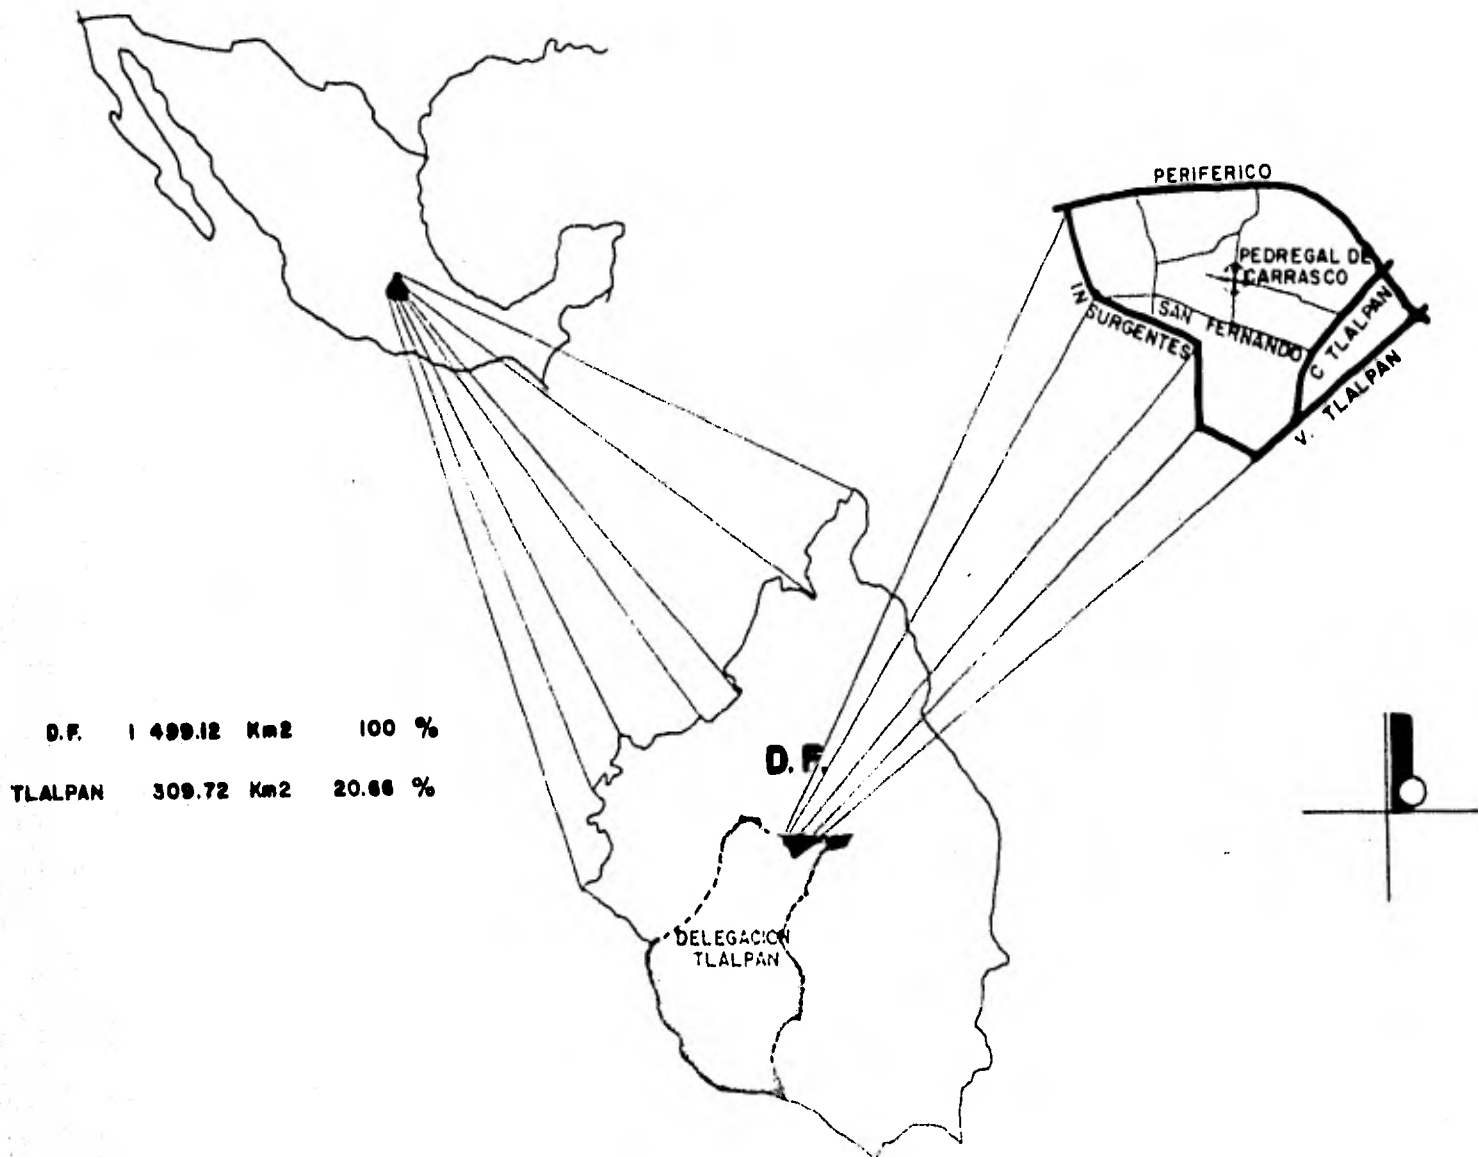 PERIFERICO
PEDREGAL DE
CARRASCO
INSURGENTES
SAN FERNANDO
C TLALPAN
V. TLALPAN
D.F. 1 499.12 Km2 100 %
TLALPAN 309.72 Km2 20.66 %
D.F.
DELEGACION
TLALPAN